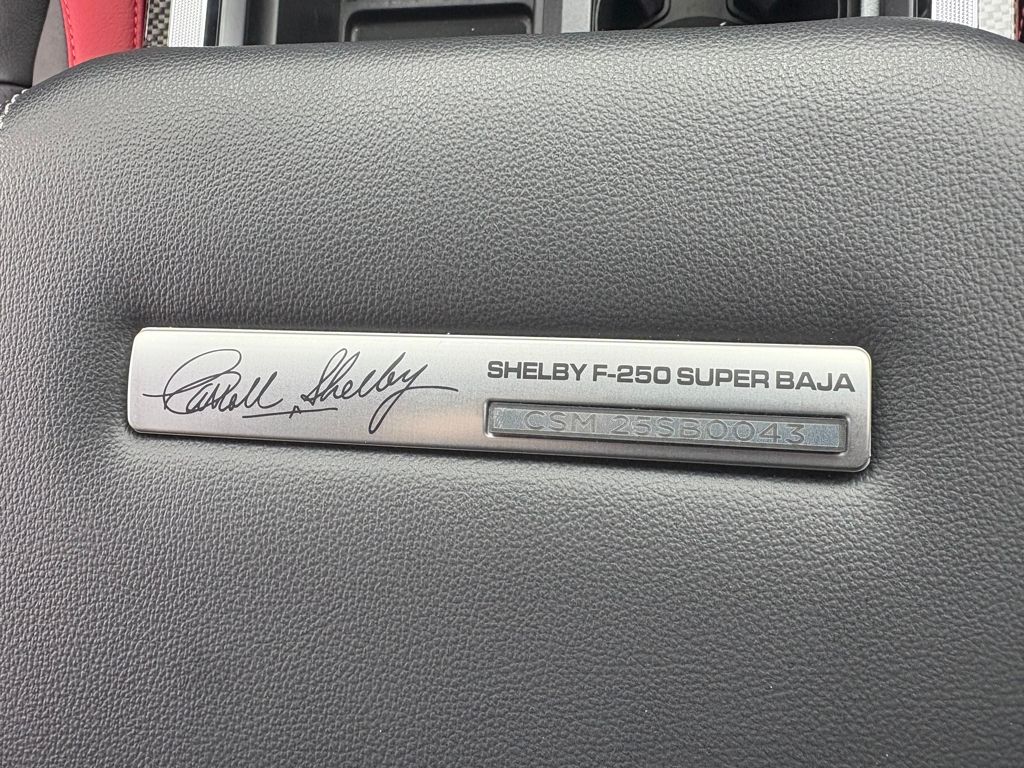 Carroll Shelby
SHELBY F-250 SUPER BAJA
CSM 25SB0043